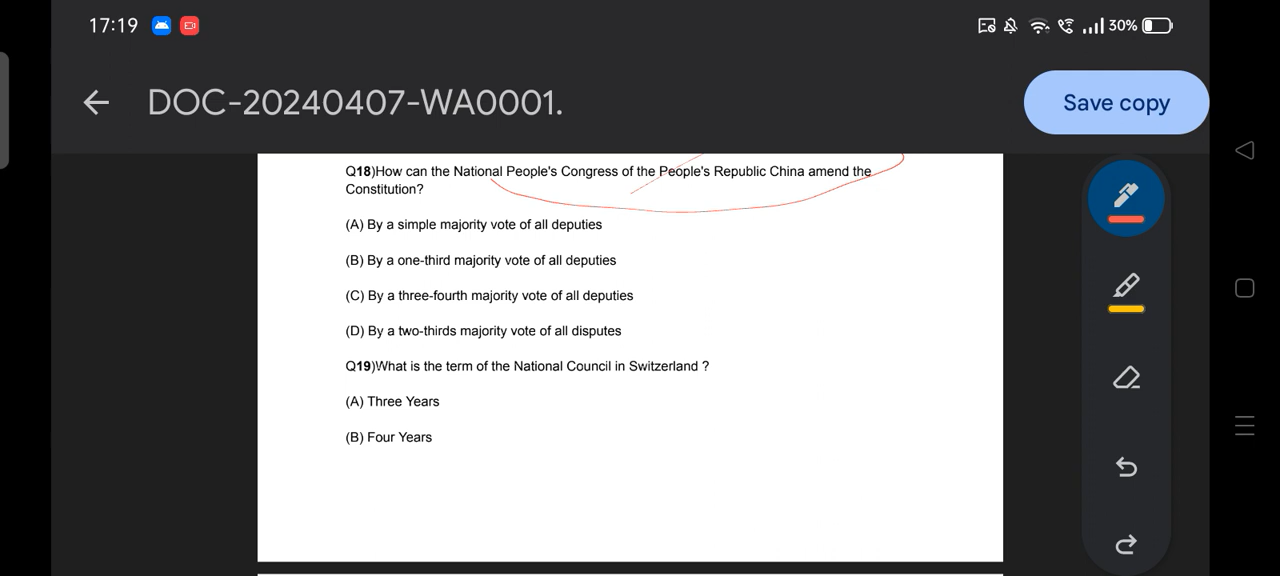 17:19
30%
DOC-20240407-WA0001.
Save copy
Q18)How can the National People's Congress of the People's Republic China amend the
Constitution?
(A) By a simple majority vote of all deputies
(B) By a one-third majority vote of all deputies
(C) By a three-fourth majority vote of all deputies
(D) By a two-thirds majority vote of all disputes
Q19)What is the term of the National Council in Switzerland ?
(A) Three Years
(B) Four Years